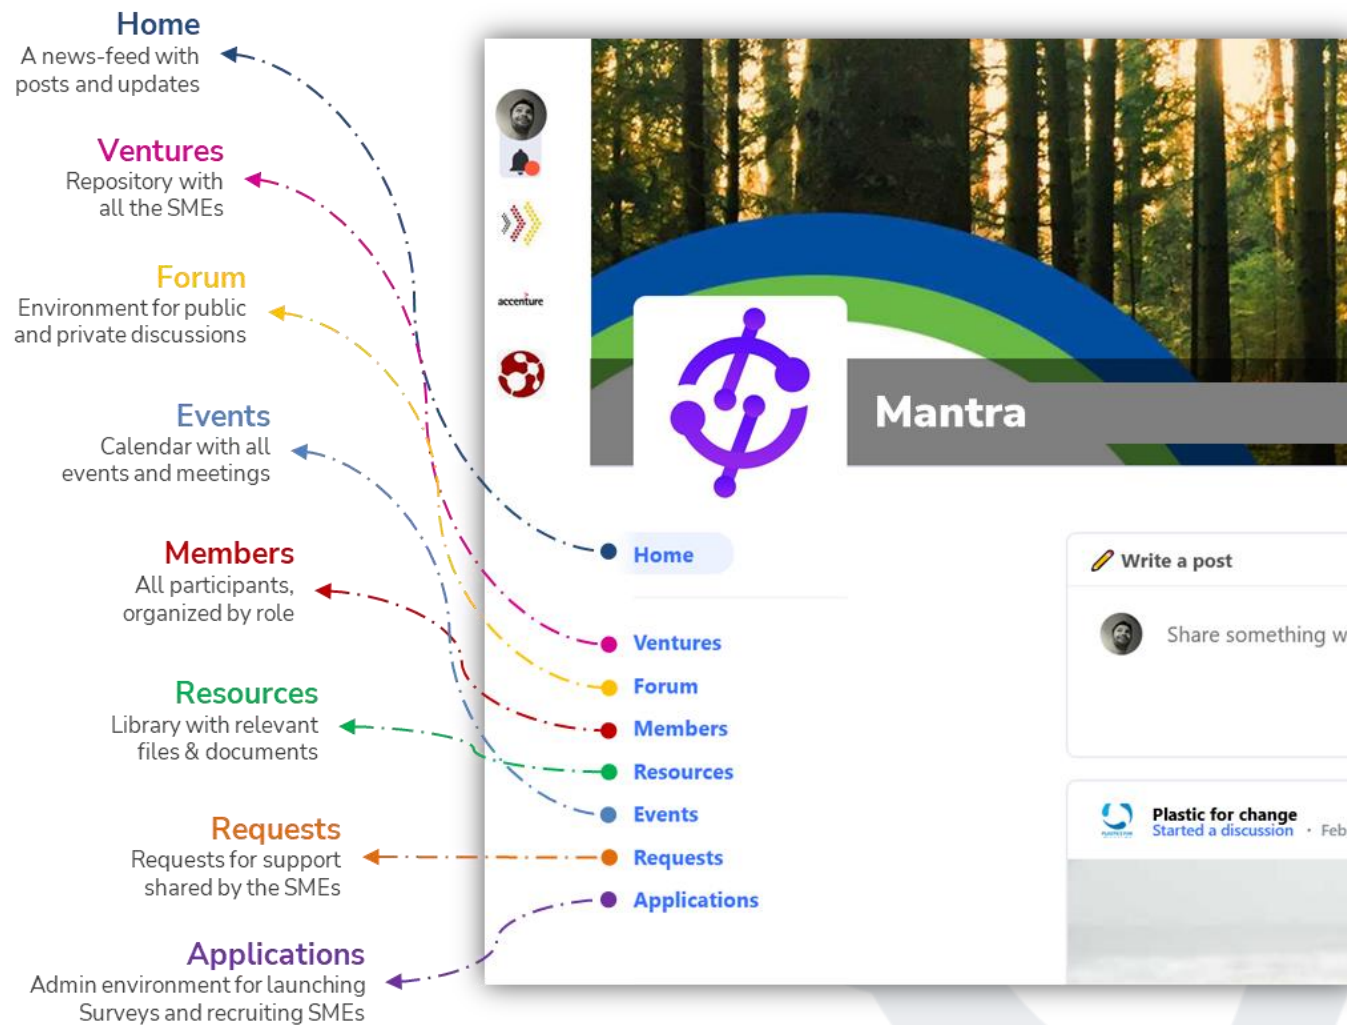 Home
A news-feed with
posts and updates
Ventures
Repository with
all the SMEs
Forum
Environment for public
and private discussions
Events
Calendar with all
events and meetings
Members
All participants,
organized by role
Resources
Library with relevant
files & documents
Requests
Requests for support
shared by the SMEs
Applications
Admin environment for launching
Surveys and recruiting SMEs
accenture
Mantra
Home
Ventures
Forum
Members
Resources
Events
Requests
Applications
Write a post
Share something w
Plastic for change
Started a discussion · Feb